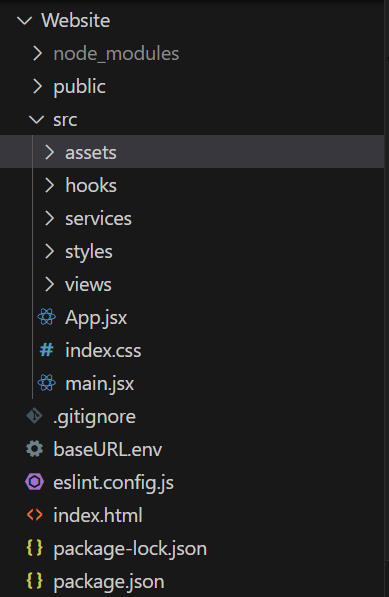 Website
node_modules
public
src
assets
hooks
services
styles
views
App.jsx
# index.css
main.jsx
.gitignore
baseURL.env
eslint.config.js
<> index.html
{} package-lock.json
{} package.json